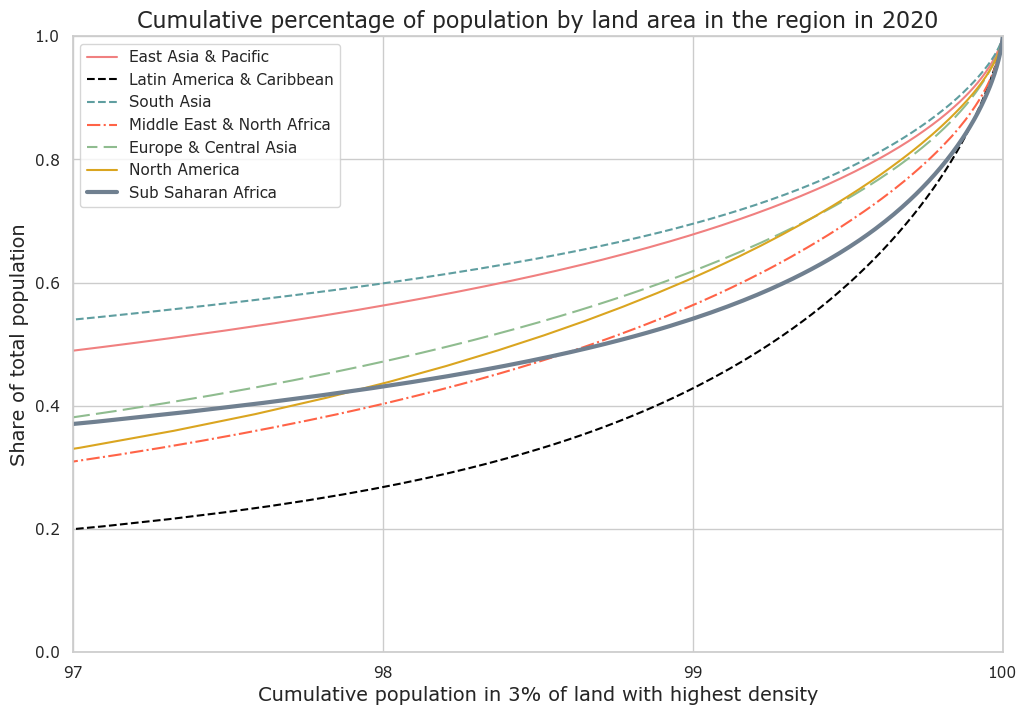 Cumulative percentage of population by land area in the region in 2020
1.0
0.8
0.6
0.4
0.2
0.0
Share of total population
East Asia & Pacific
Latin America & Caribbean
South Asia
Middle East & North Africa
Europe & Central Asia
North America
Sub Saharan Africa
97
98
99
100
Cumulative population in 3% of land with highest density